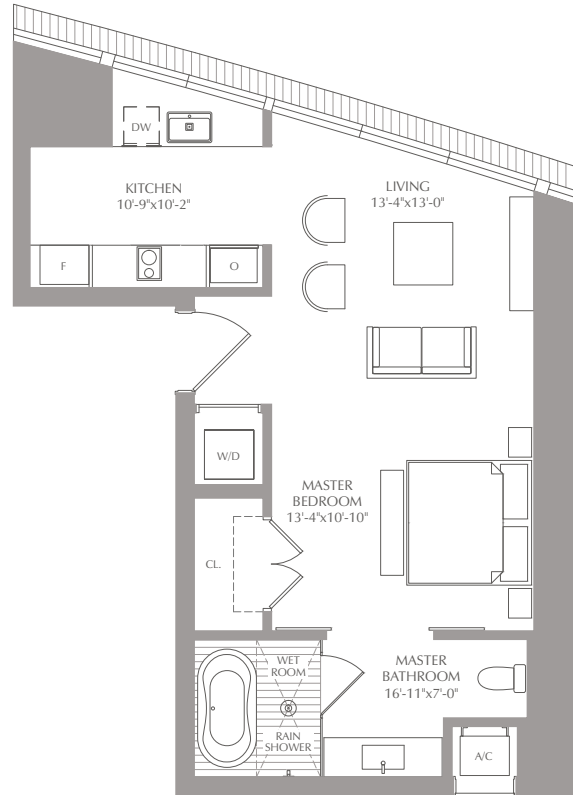 DW
KITCHEN
10'-9"x10'-2"
LIVING
13'-4"x13'-0"
F
O
W/D
MASTER
BEDROOM
13'-4"x10'-10"
CL.
WET
ROOM
MASTER
BATHROOM
16'-11"x7'-0"
RAIN
SHOWER
A/C